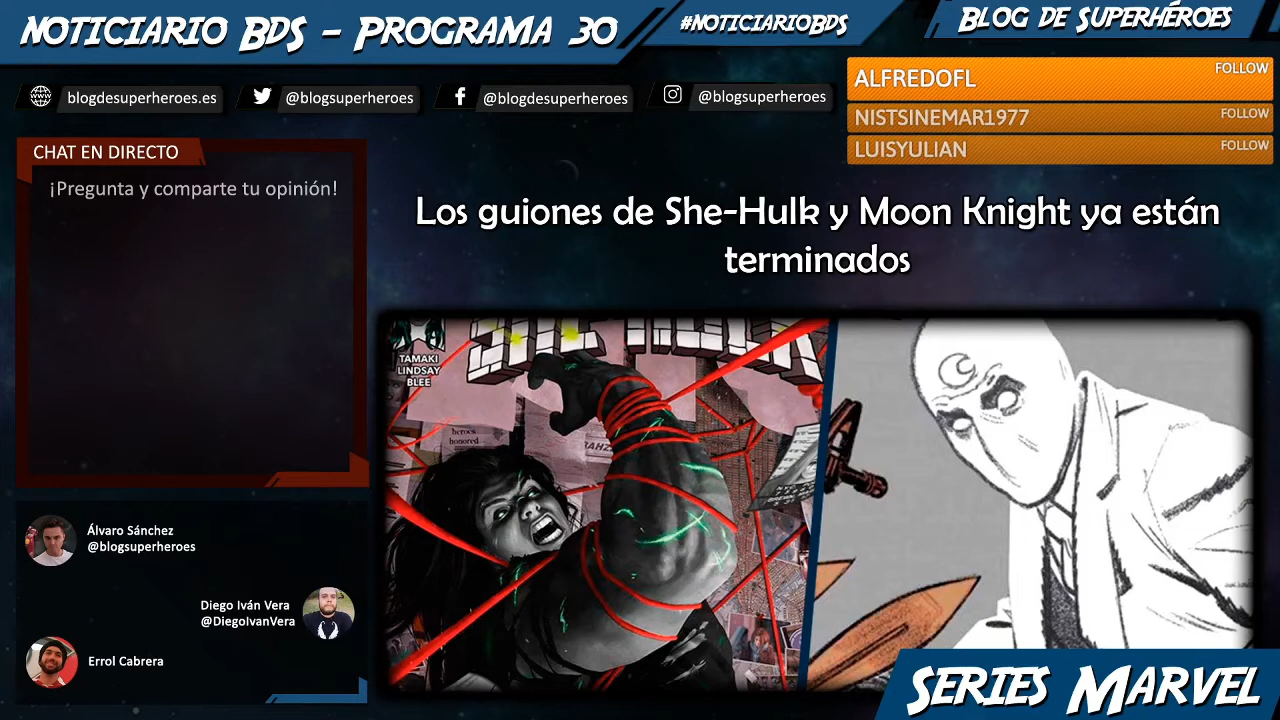 NOTICIARIO BDS - PROGRAMA 30
#NOTICIARIOBDS
BLOG DE SUPERHÉROES
blogdesuperheroes.es
@blogsuperheroes
@blogdesuperheroes
@blogsuperheroes
ALFREDOFL FOLLOW
NISTSINEMAR1977 FOLLOW
LUISYULIAN FOLLOW
CHAT EN DIRECTO
¡Pregunta y comparte tu opinión!
Los guiones de She-Hulk y Moon Knight ya están
terminados
SHE HULK
TAMAKI
LINDSAY
BLEE
heroes
honored
Álvaro Sánchez
@blogsuperheroes
Diego Iván Vera
@DiegoIvanVera
Errol Cabrera
SERIES MARVEL